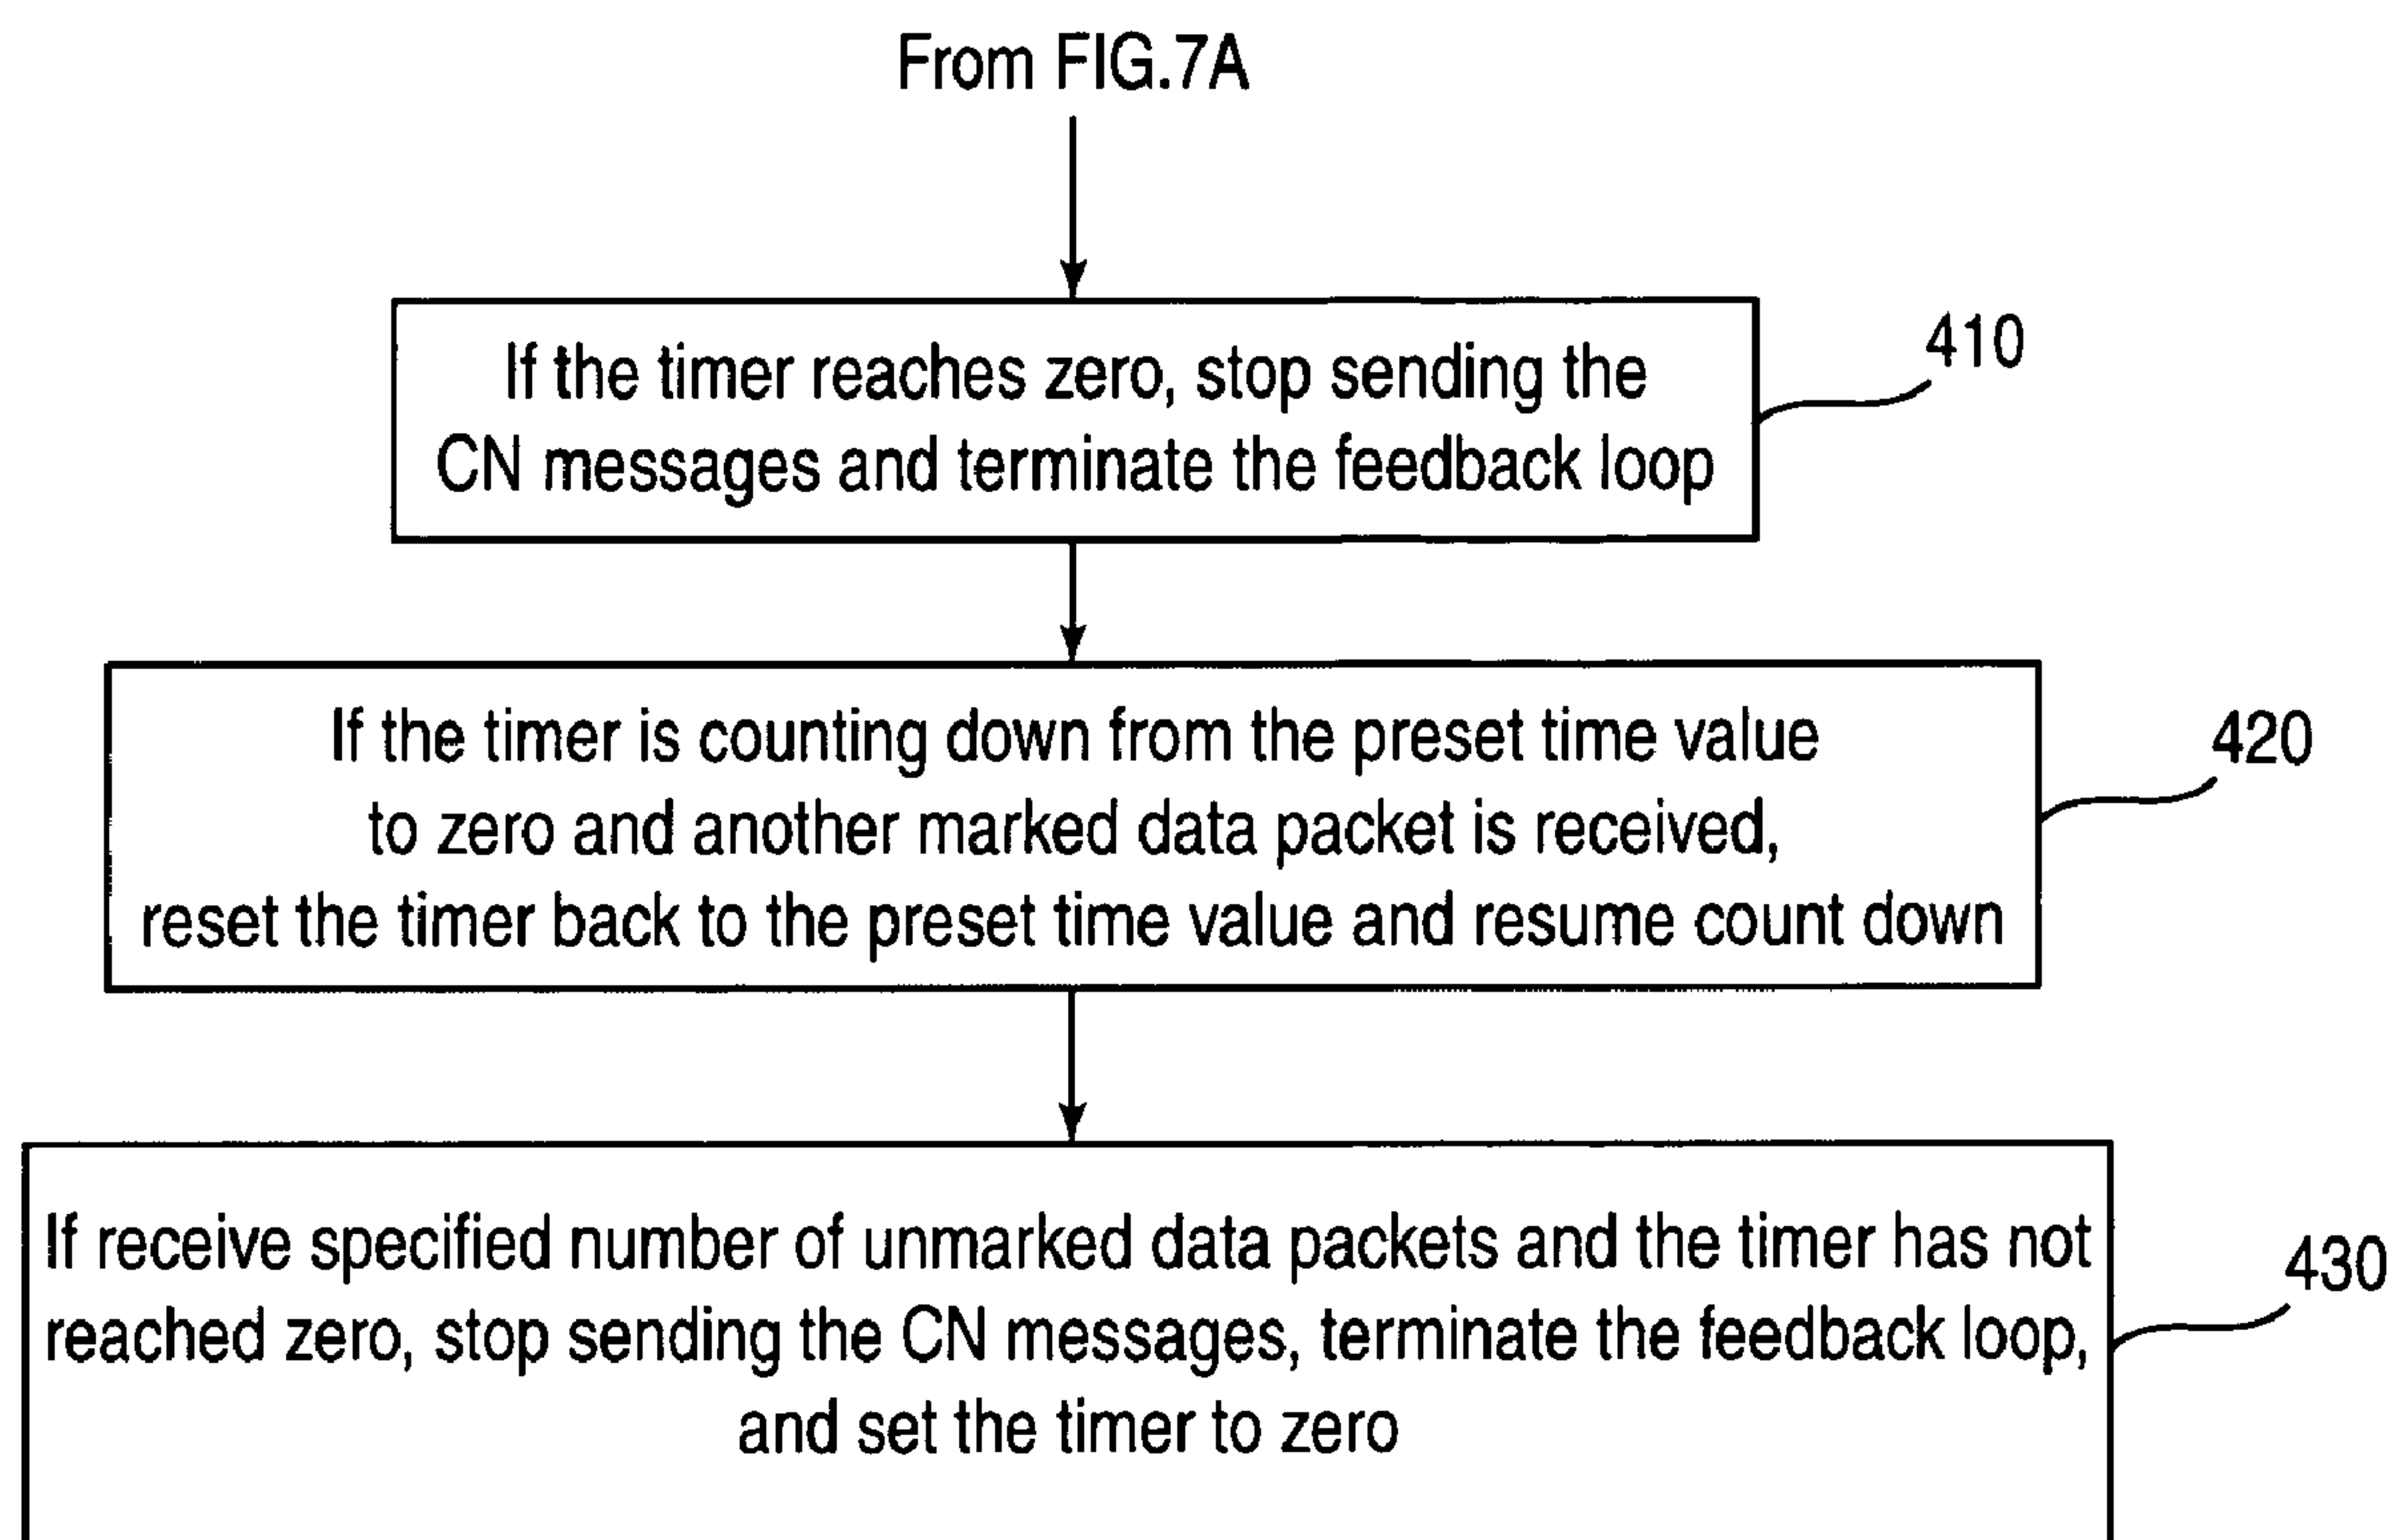 From FIG.7A
If the timer reaches zero, stop sending the
CN messages and terminate the feedback loop
410
If the timer is counting down from the preset time value
to zero and another marked data packet is received,
reset the timer back to the preset time value and resume count down
420
If receive specified number of unmarked data packets and the timer has not
reached zero, stop sending the CN messages, terminate the feedback loop,
and set the timer to zero
430